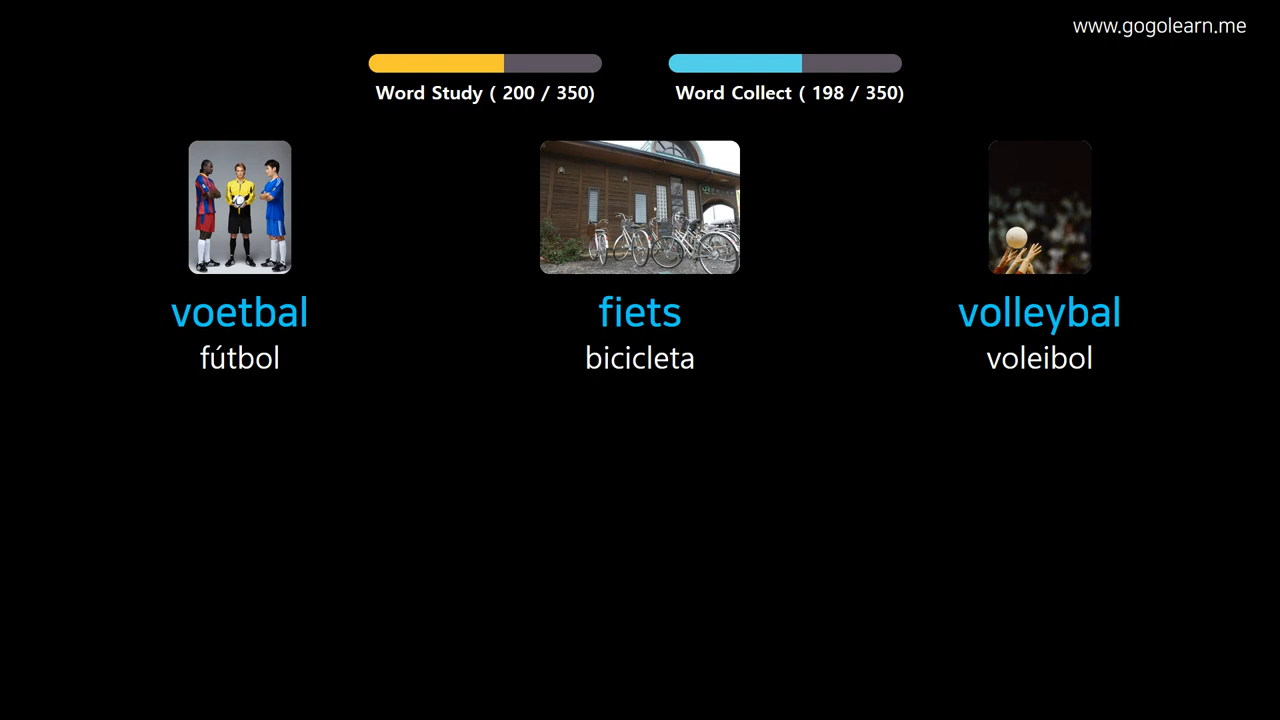 www.gogolearn.me
Word Study ( 200 / 350)
Word Collect ( 198 / 350)
voetbal
fútbol
fiets
bicicleta
volleybal
voleibol